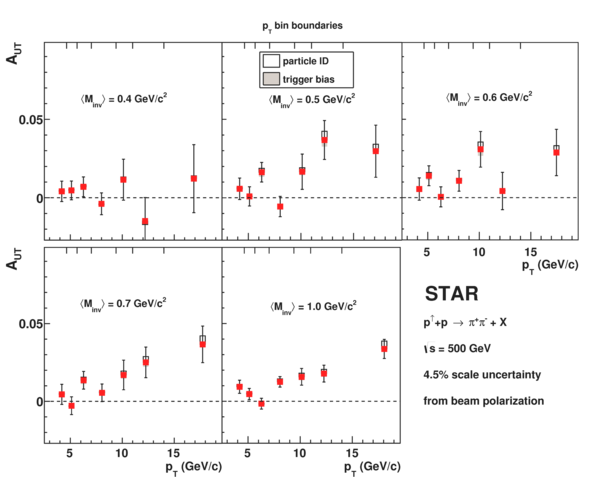 p_T bin boundaries
A_UT
particle ID
trigger bias
⟨M_inv⟩ = 0.4 GeV/c²
⟨M_inv⟩ = 0.5 GeV/c²
⟨M_inv⟩ = 0.6 GeV/c²
0.05
0
5 10 15
p_T (GeV/c)
A_UT
⟨M_inv⟩ = 0.7 GeV/c²
⟨M_inv⟩ = 1.0 GeV/c²
0.05
0
5 10 15
p_T (GeV/c)
5 10 15
p_T (GeV/c)
STAR
p↑+p → π⁺π⁻ + X
√s = 500 GeV
4.5% scale uncertainty
from beam polarization